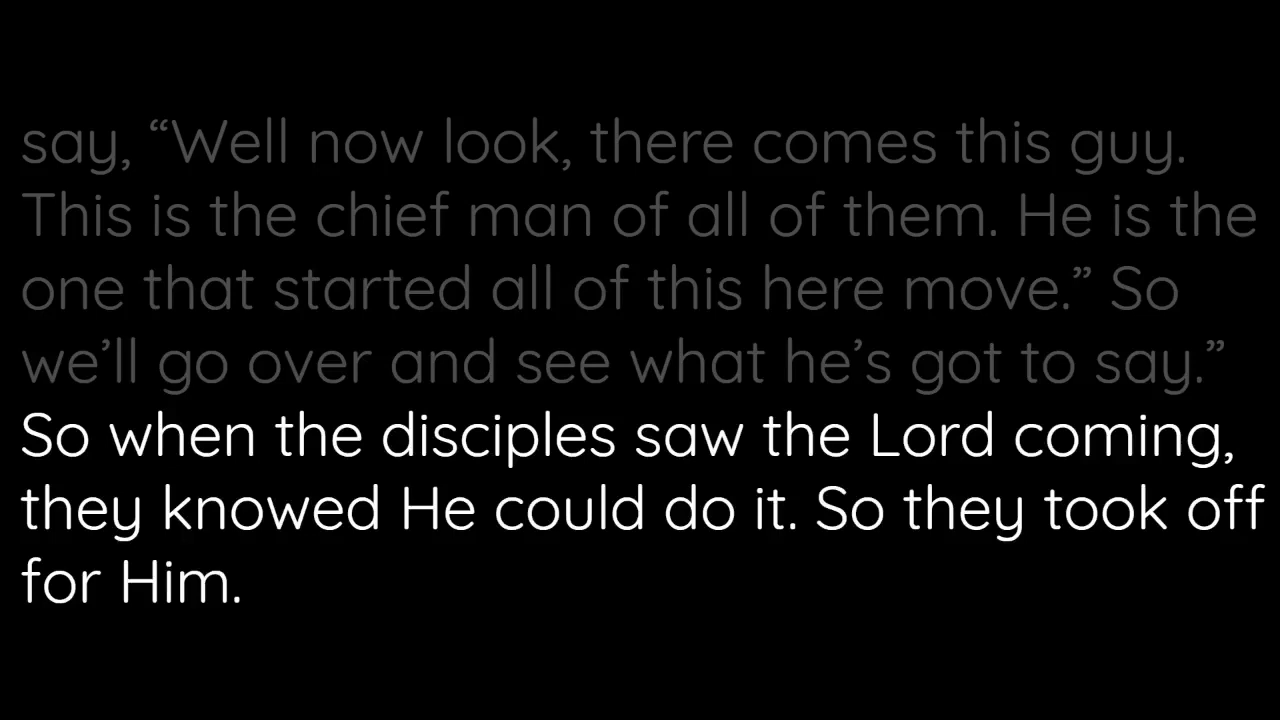 say, “Well now look, there comes this guy.
This is the chief man of all of them. He is the
one that started all of this here move.” So
we’ll go over and see what he’s got to say.”
So when the disciples saw the Lord coming,
they knowed He could do it. So they took off
for Him.